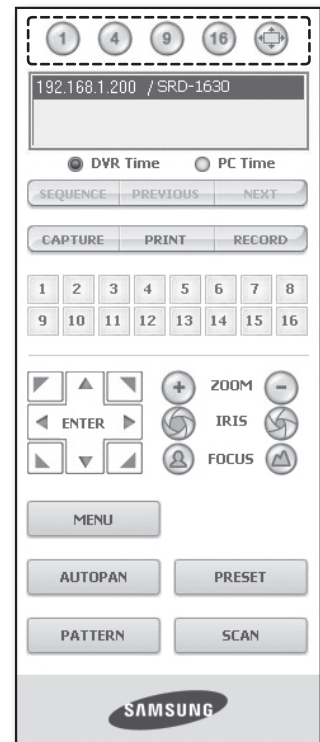 1 4 9 16
192.168.1.200 / SRD-1630
DVR Time PC Time
SEQUENCE PREVIOUS NEXT
CAPTURE PRINT RECORD
1 2 3 4 5 6 7 8
9 10 11 12 13 14 15 16
ZOOM
ENTER IRIS
FOCUS
MENU
AUTOPAN PRESET
PATTERN SCAN
SAMSUNG